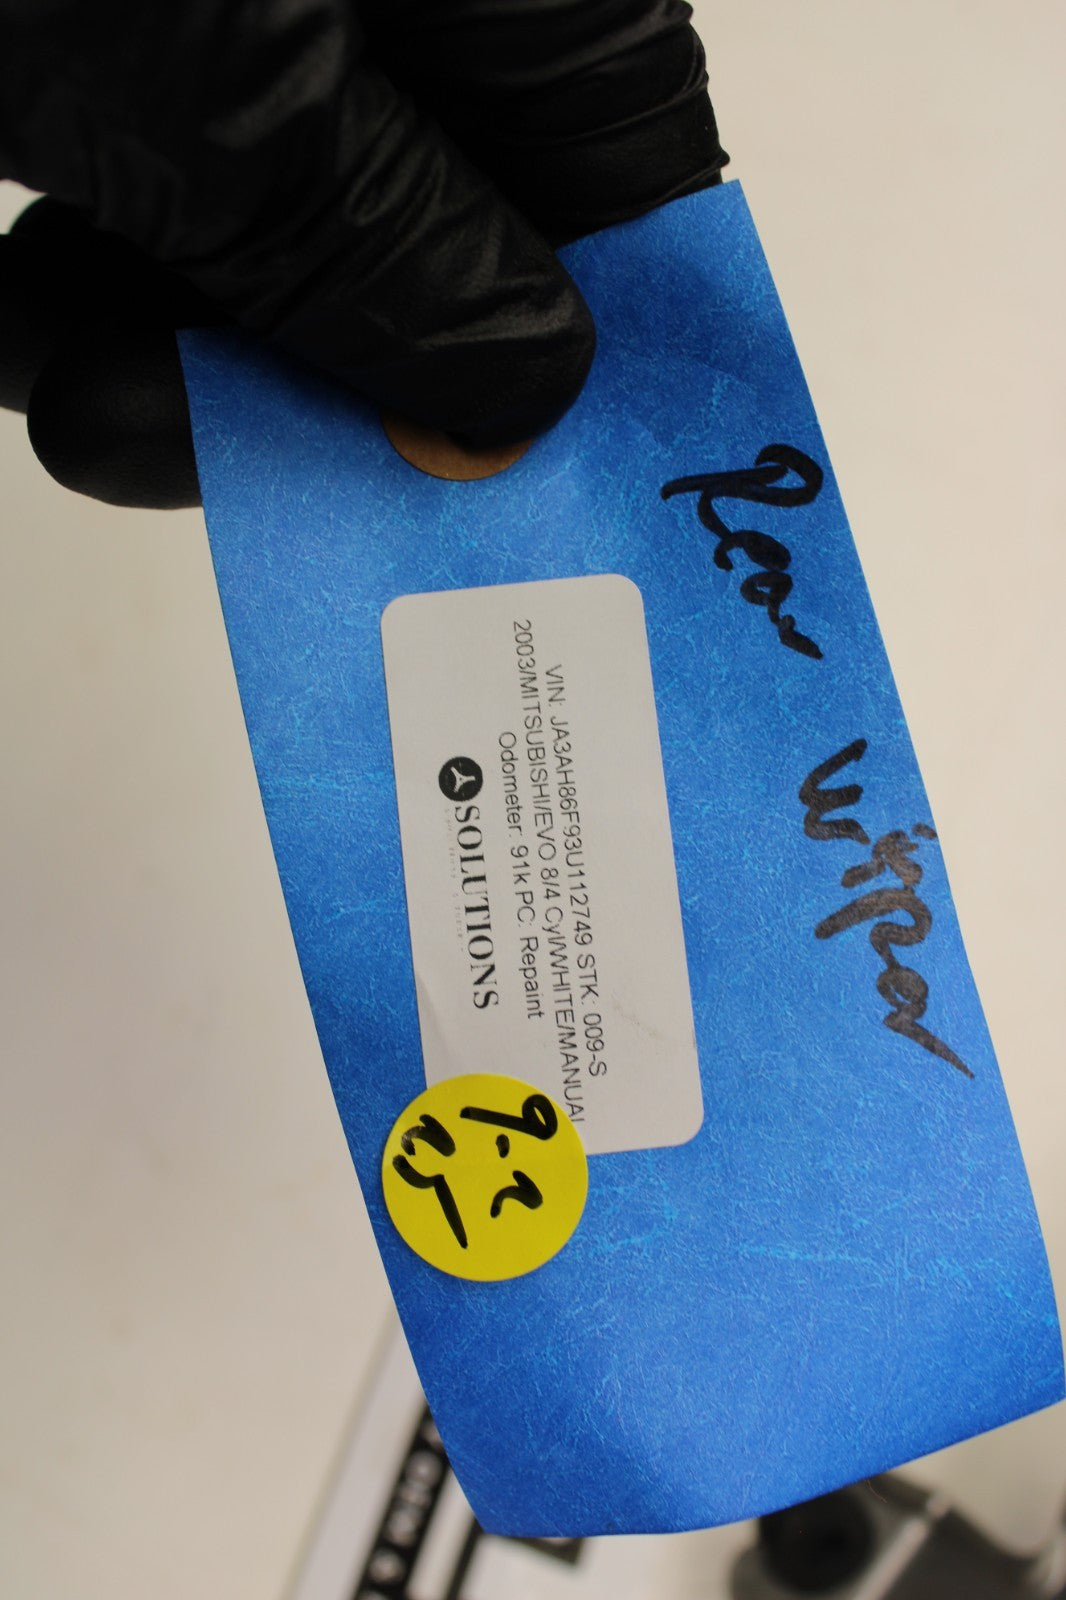 Rear wiper
VIN: JA3AH86F93U112749 STK: 009-S
2003/MITSUBISHI/EVO 8/4 Cyl/WHITE/MANUAL
Odometer: 91k PC: Repaint
SOLUTIONS
9-2
25